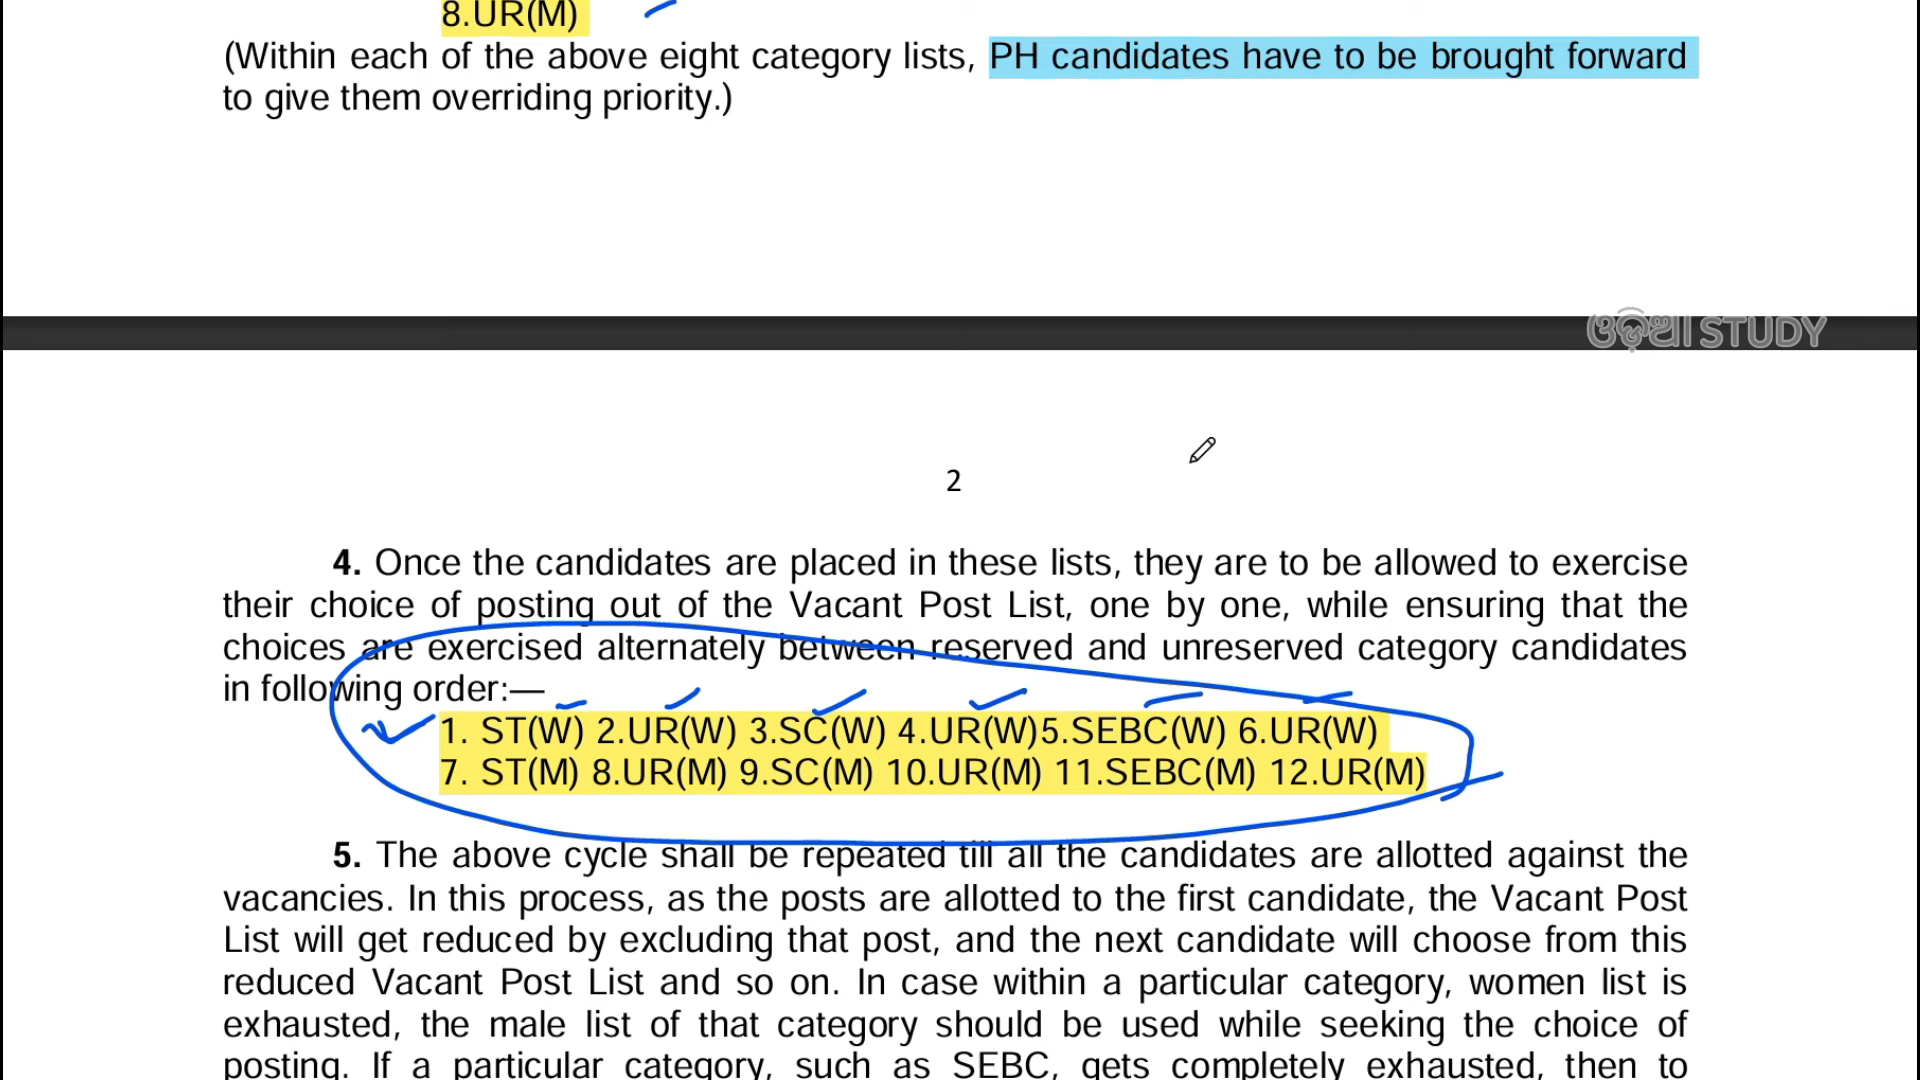 8.UR(M)
(Within each of the above eight category lists, PH candidates have to be brought forward
to give them overriding priority.)
ଓଡ଼ିଆ STUDY
2
4. Once the candidates are placed in these lists, they are to be allowed to exercise
their choice of posting out of the Vacant Post List, one by one, while ensuring that the
choices are exercised alternately between reserved and unreserved category candidates
in following order:—
1. ST(W) 2.UR(W) 3.SC(W) 4.UR(W)5.SEBC(W) 6.UR(W)
7. ST(M) 8.UR(M) 9.SC(M) 10.UR(M) 11.SEBC(M) 12.UR(M)
5. The above cycle shall be repeated till all the candidates are allotted against the
vacancies. In this process, as the posts are allotted to the first candidate, the Vacant Post
List will get reduced by excluding that post, and the next candidate will choose from this
reduced Vacant Post List and so on. In case within a particular category, women list is
exhausted, the male list of that category should be used while seeking the choice of
posting. If a particular category, such as SEBC, gets completely exhausted, then to